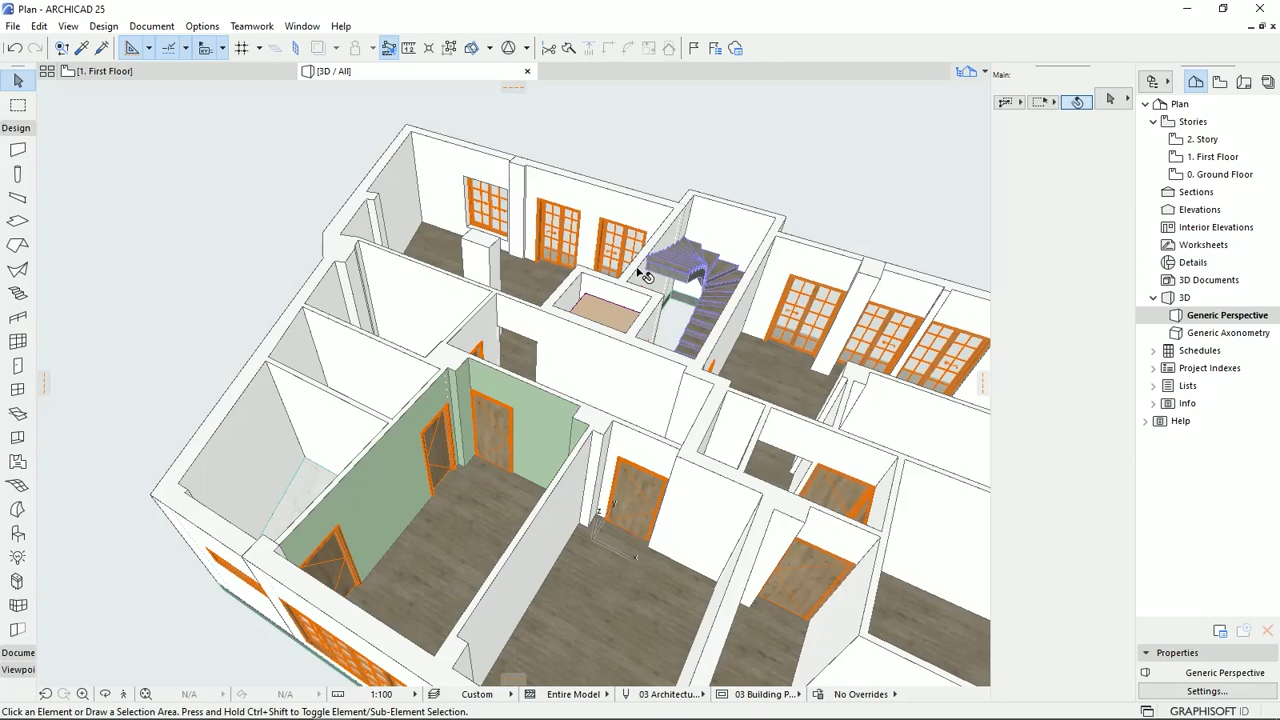 Plan - ARCHICAD 25
File Edit View Design Document Options Teamwork Window Help
[1. First Floor]
[3D / All]
Main:
Design
Plan
Stories
2. Story
1. First Floor
0. Ground Floor
Sections
Elevations
Interior Elevations
Worksheets
Details
3D Documents
3D
Generic Perspective
Generic Axonometry
Schedules
Project Indexes
Lists
Info
Help
Docume
Viewpoi
Properties
Generic Perspective
Settings...
N/A N/A 1:100 Custom Entire Model 03 Architectu... 03 Building P... No Overrides
Click an Element or Draw a Selection Area. Press and Hold Ctrl+Shift to Toggle Element/Sub-Element Selection.
GRAPHISOFT ID